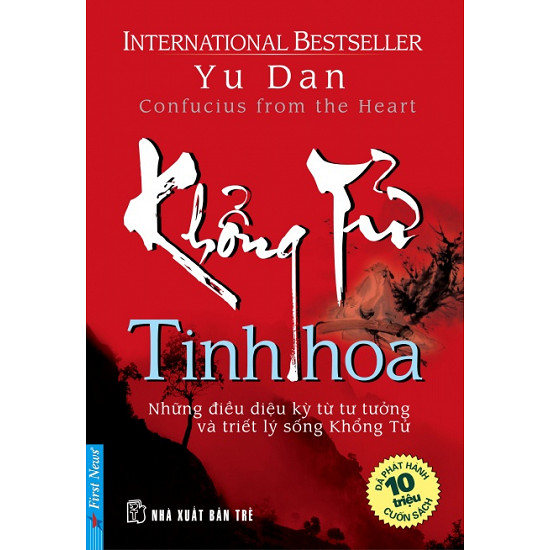 INTERNATIONAL BESTSELLER
Yu Dan
Confucius from the Heart
Khổng Tử
Tinh hoa
Những điều diệu kỳ từ tư tưởng
và triết lý sống Khổng Tử
ĐÃ PHÁT HÀNH
10
triệu
CUỐN SÁCH
First News
NHÀ XUẤT BẢN TRẺ